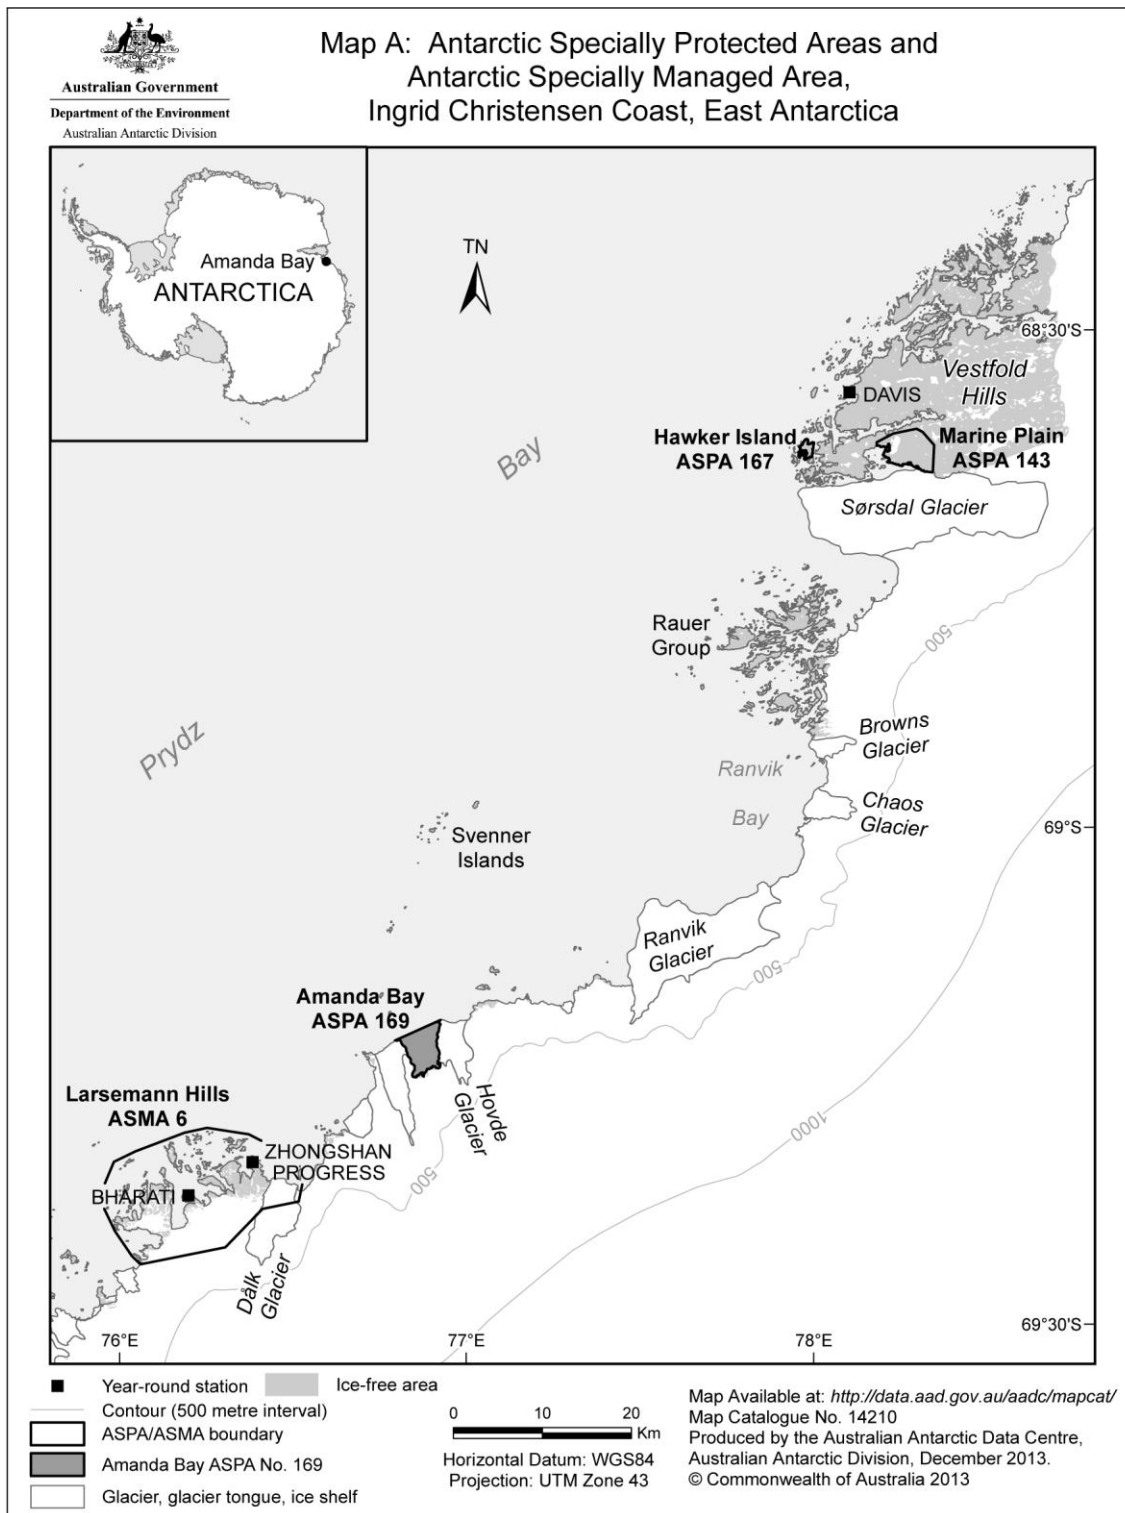 Australian Government
Department of the Environment
Australian Antarctic Division
Map A: Antarctic Specially Protected Areas and
Antarctic Specially Managed Area,
Ingrid Christensen Coast, East Antarctica
Amanda Bay
ANTARCTICA
TN
68°30'S
Vestfold
Hills
DAVIS
Hawker Island
ASPA 167
Marine Plain
ASPA 143
Bay
Sørsdal Glacier
Rauer
Group
500
Browns
Glacier
Prydz
Ranvik
Bay
Chaos
Glacier
69°S
Svenner
Islands
Ranvik
Glacier
500
Amanda Bay
ASPA 169
Hovde
Glacier
1000
Larsemann Hills
ASMA 6
ZHONGSHAN
PROGRESS
BHARATI
500
Dålk
Glacier
76°E
77°E
78°E
69°30'S
Year-round station
Ice-free area
Contour (500 metre interval)
ASPA/ASMA boundary
Amanda Bay ASPA No. 169
Glacier, glacier tongue, ice shelf
0 10 20
Km
Horizontal Datum: WGS84
Projection: UTM Zone 43
Map Available at: http://data.aad.gov.au/aadc/mapcat/
Map Catalogue No. 14210
Produced by the Australian Antarctic Data Centre,
Australian Antarctic Division, December 2013.
© Commonwealth of Australia 2013